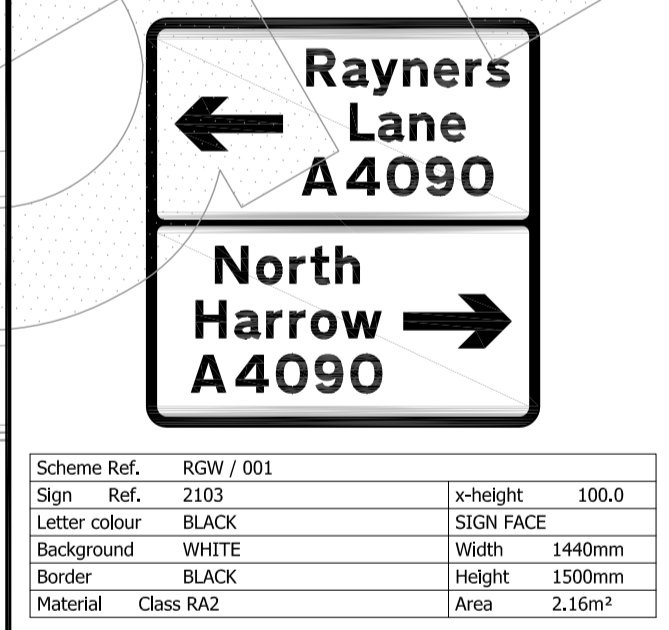 Rayners
Lane
A4090
North
Harrow
A4090
Scheme Ref. RGW / 001
Sign Ref. 2103 x-height 100.0
Letter colour BLACK SIGN FACE
Background WHITE Width 1440mm
Border BLACK Height 1500mm
Material Class RA2 Area 2.16m²